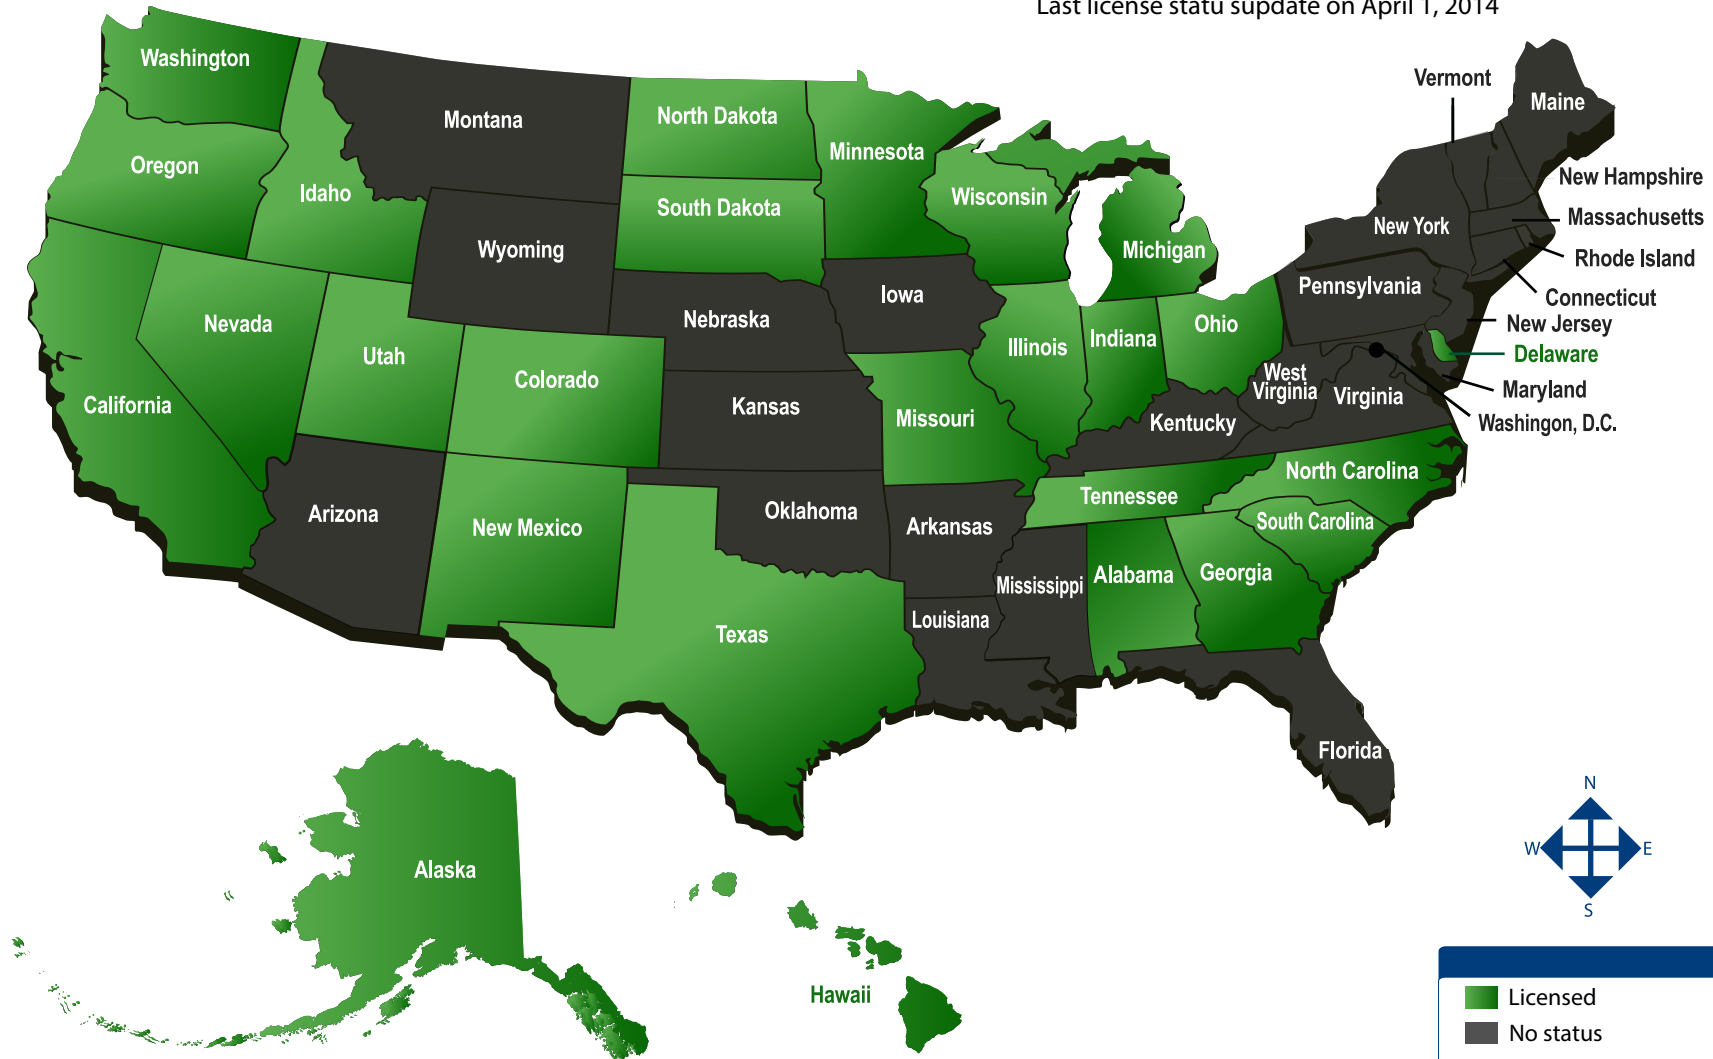 Last license statu supdate on April 1, 2014
Washington
Vermont
Maine
Montana
North Dakota
Minnesota
Oregon
Idaho
Wisconsin
New Hampshire
South Dakota
Massachusetts
New York
Wyoming
Michigan
Rhode Island
Pennsylvania
Iowa
Connecticut
Nevada
Nebraska
Ohio
New Jersey
Utah
Illinois
Indiana
Delaware
Colorado
West
Virginia
Maryland
California
Kansas
Missouri
Kentucky
Virginia
Washingon, D.C.
North Carolina
Tennessee
Arizona
New Mexico
Oklahoma
Arkansas
South Carolina
Mississippi
Alabama
Georgia
Louisiana
Texas
Florida
N
W
E
S
Alaska
Hawaii
Licensed
No status